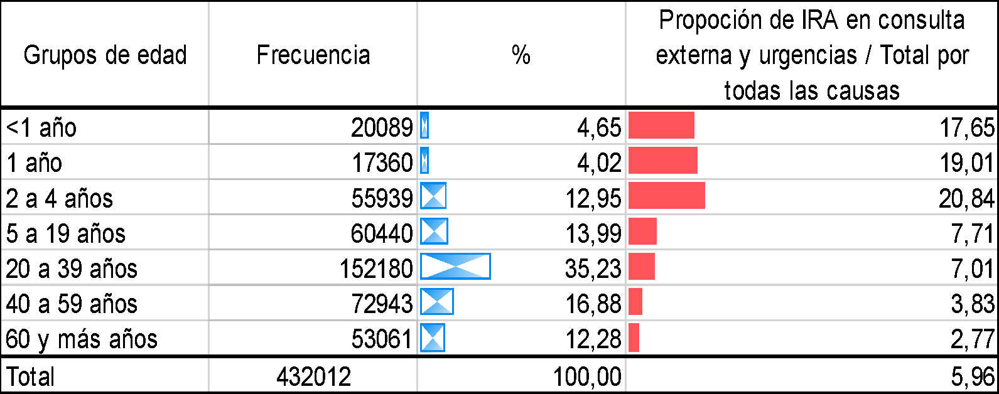 Grupos de edad Frecuencia % Propoción de IRA en consulta
externa y urgencias / Total por
todas las causas
<1 año 20089 4,65 17,65
1 año 17360 4,02 19,01
2 a 4 años 55939 12,95 20,84
5 a 19 años 60440 13,99 7,71
20 a 39 años 152180 35,23 7,01
40 a 59 años 72943 16,88 3,83
60 y más años 53061 12,28 2,77
Total 432012 100,00 5,96